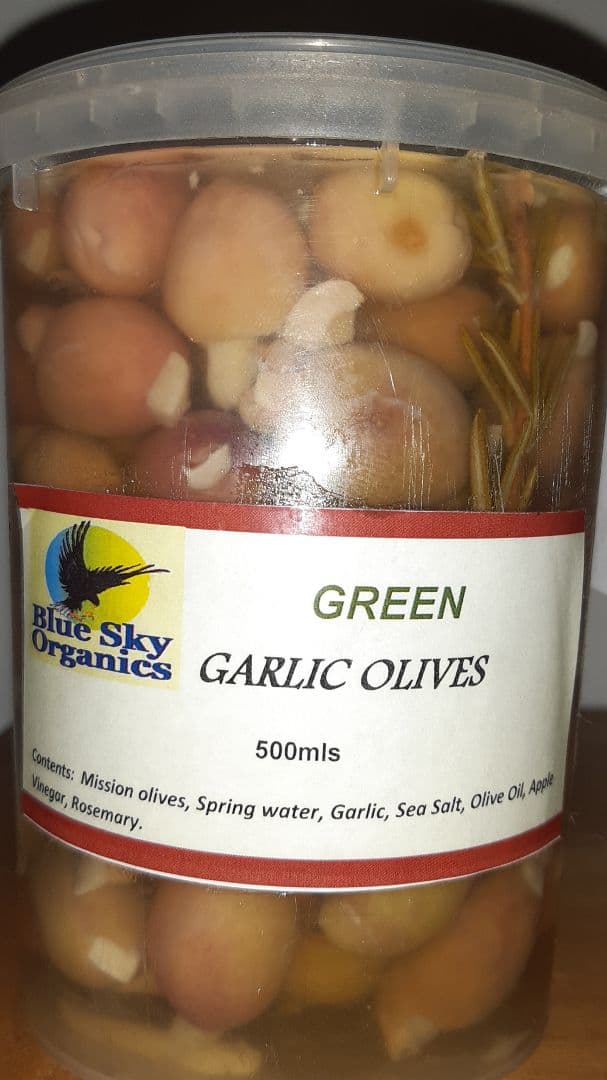 Blue Sky
Organics
GREEN
GARLIC OLIVES
500mls
Contents: Mission olives, Spring water, Garlic, Sea Salt, Olive Oil, Apple
Vinegar, Rosemary.